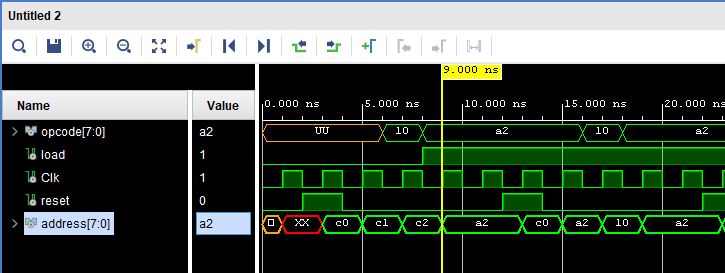 Untitled 2
9.000 ns
Name Value
0.000 ns 5.000 ns 10.000 ns 15.000 ns 20.000 ns
opcode[7:0] a2 UU 10 a2 10 a2
load 1
Clk 1
reset 0
address[7:0] a2 XX c0 c1 c2 a2 c0 a2 10 a2